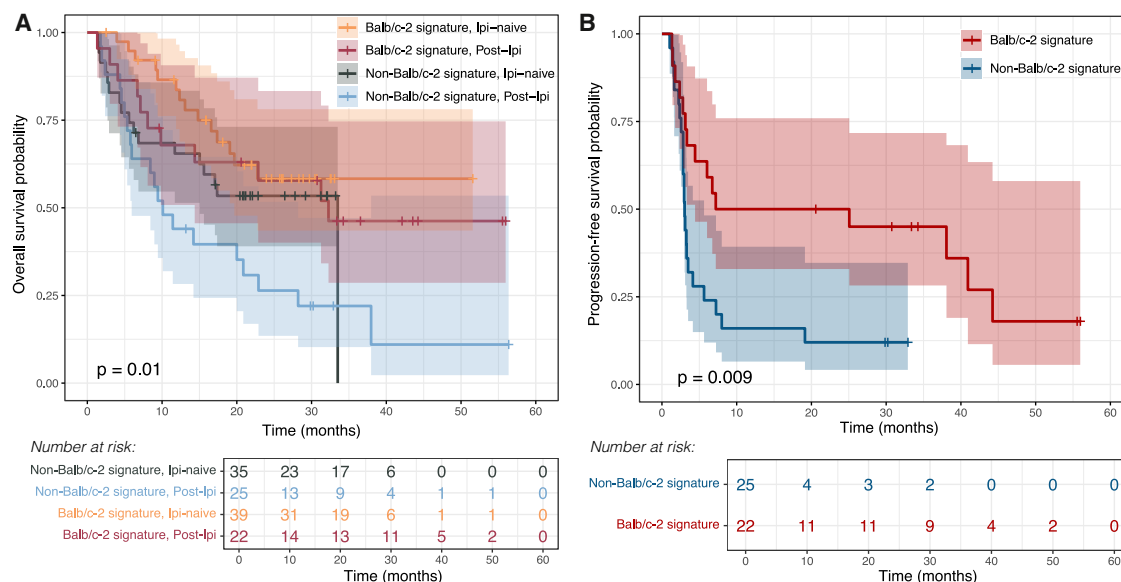 A
Balb/c-2 signature, Ipi-naive
Balb/c-2 signature, Post-Ipi
Non-Balb/c-2 signature, Ipi-naive
Non-Balb/c-2 signature, Post-Ipi
Overall survival probability
1.00
0.75
0.50
0.25
0.00
p = 0.01
0 10 20 30 40 50 60
Time (months)
Number at risk:
Non-Balb/c-2 signature, Ipi-naive 35 23 17 6 0 0 0
Non-Balb/c-2 signature, Post-Ipi 25 13 9 4 1 1 0
Balb/c-2 signature, Ipi-naive 39 31 19 6 1 1 0
Balb/c-2 signature, Post-Ipi 22 14 13 11 5 2 0
0 10 20 30 40 50 60
Time (months)
B
Balb/c-2 signature
Non-Balb/c-2 signature
Progression-free survival probability
1.00
0.75
0.50
0.25
0.00
p = 0.009
0 10 20 30 40 50 60
Time (months)
Number at risk:
Non-Balb/c-2 signature 25 4 3 2 0 0 0
Balb/c-2 signature 22 11 11 9 4 2 0
0 10 20 30 40 50 60
Time (months)